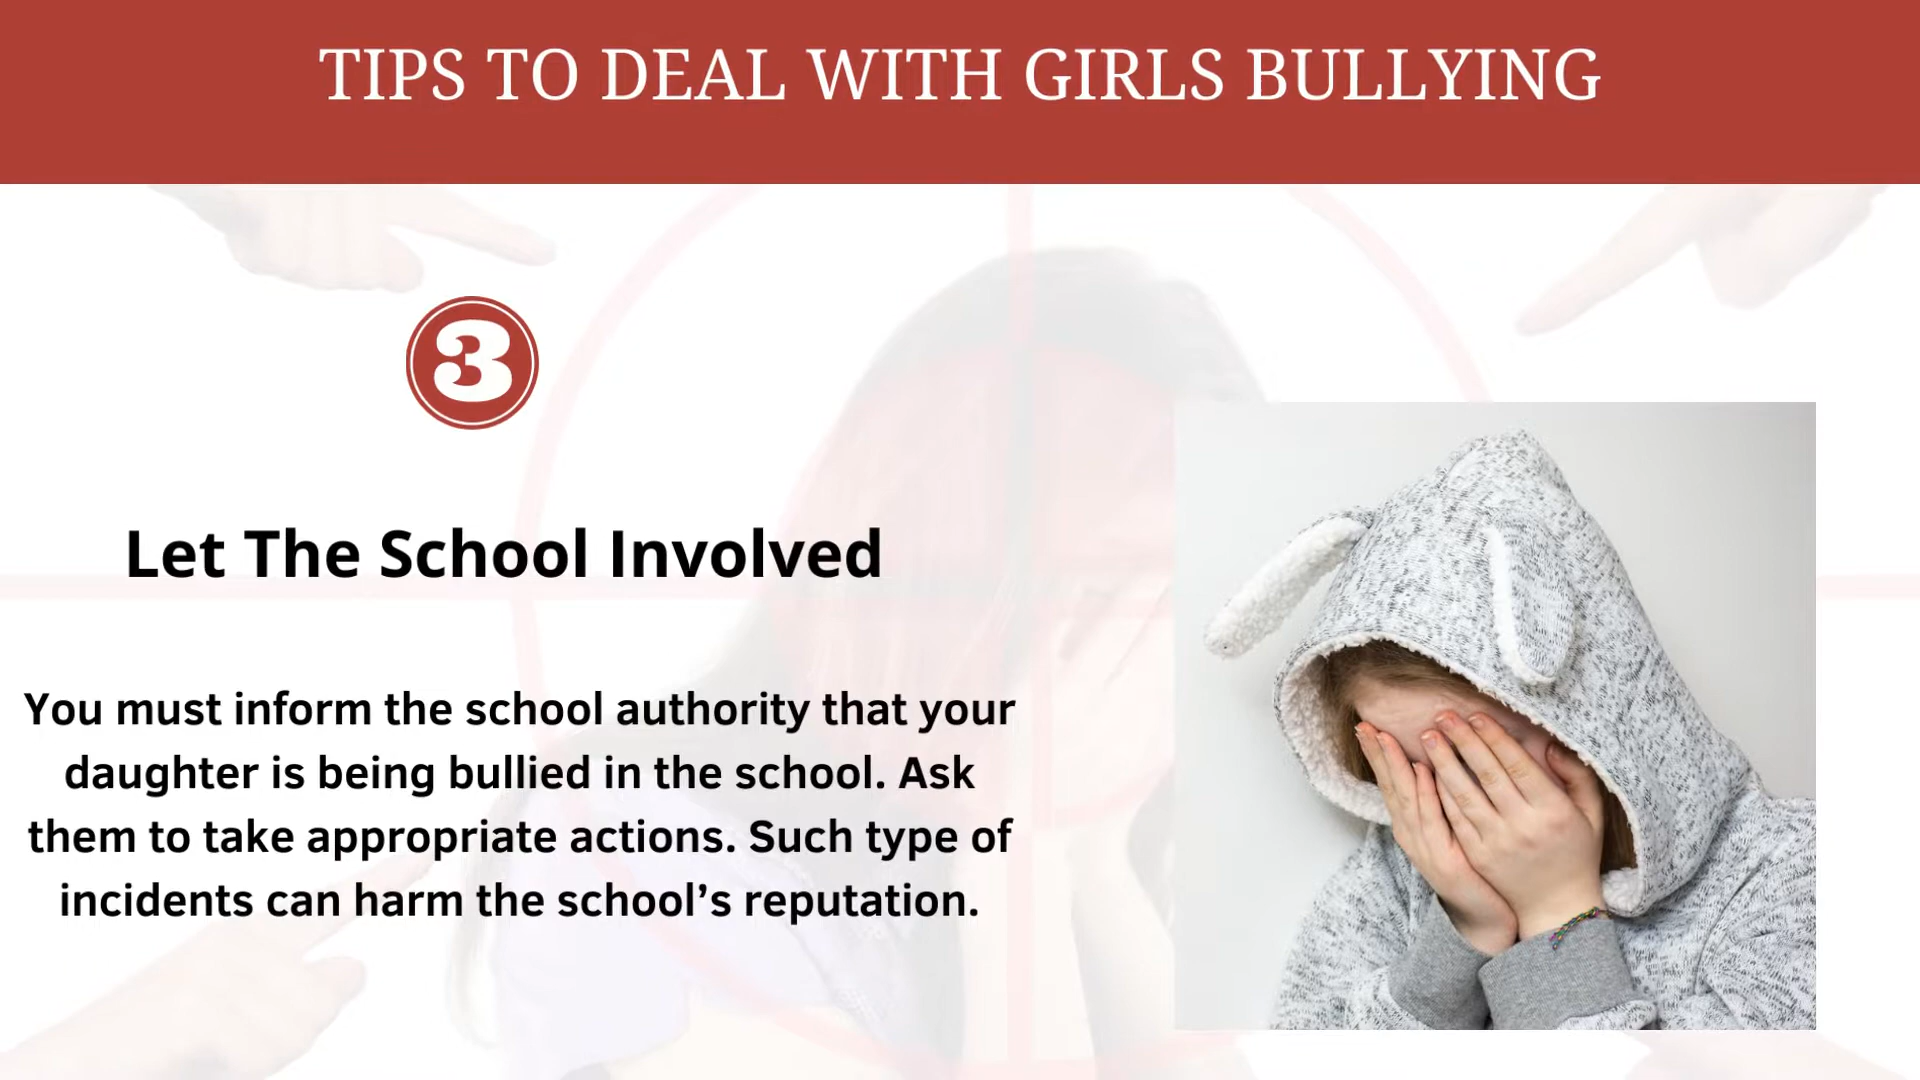 TIPS TO DEAL WITH GIRLS BULLYING
3
Let The School Involved
You must inform the school authority that your
daughter is being bullied in the school. Ask
them to take appropriate actions. Such type of
incidents can harm the school’s reputation.